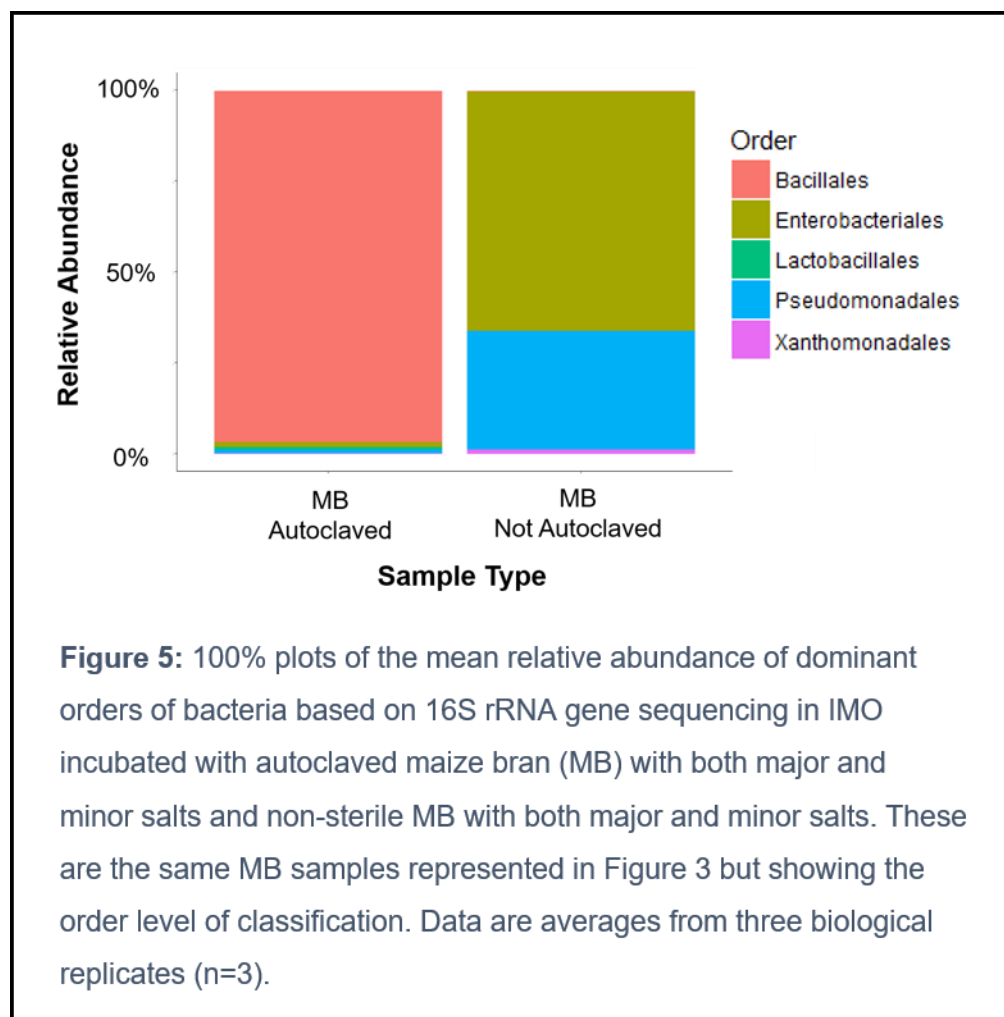 100%
50%
0%
Relative Abundance
MB
Autoclaved
MB
Not Autoclaved
Sample Type
Order
Bacillales
Enterobacteriales
Lactobacillales
Pseudomonadales
Xanthomonadales
Figure 5: 100% plots of the mean relative abundance of dominant
orders of bacteria based on 16S rRNA gene sequencing in IMO
incubated with autoclaved maize bran (MB) with both major and
minor salts and non-sterile MB with both major and minor salts. These
are the same MB samples represented in Figure 3 but showing the
order level of classification. Data are averages from three biological
replicates (n=3).